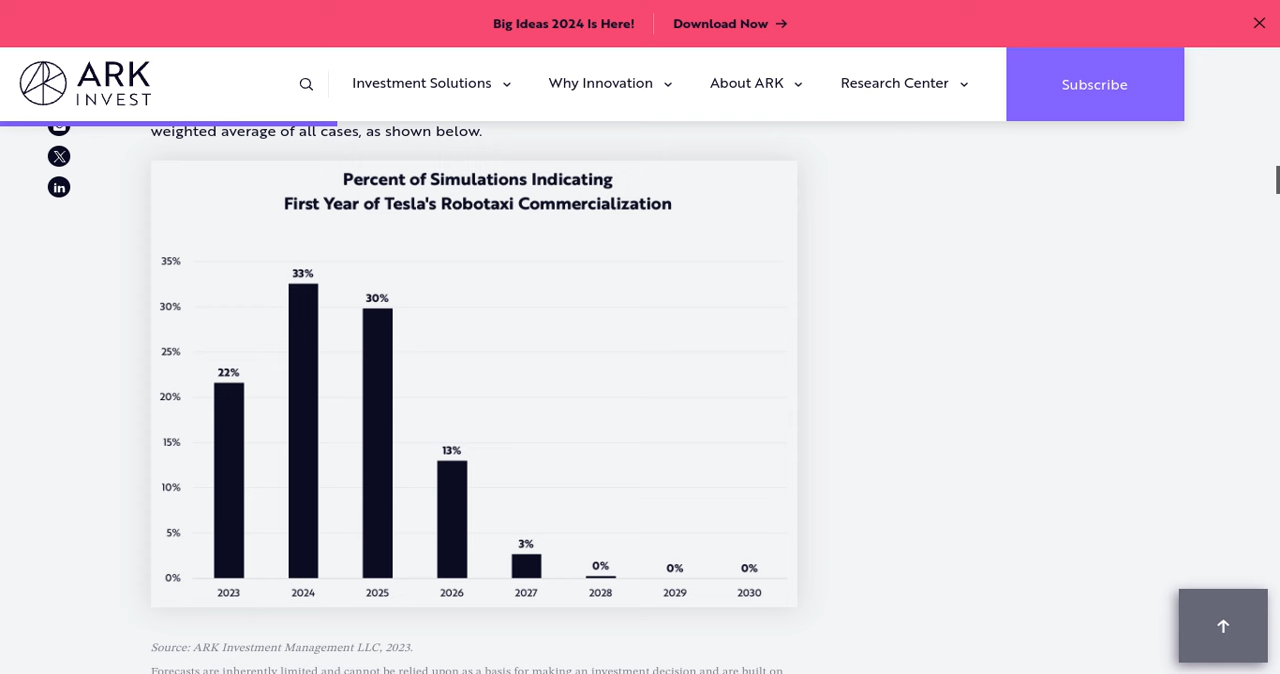 Big Ideas 2024 Is Here!
Download Now →
ARK
INVEST
Investment Solutions
Why Innovation
About ARK
Research Center
Subscribe
weighted average of all cases, as shown below.
Percent of Simulations Indicating
First Year of Tesla's Robotaxi Commercialization
35%
30%
25%
20%
15%
10%
5%
0%
22%
33%
30%
13%
3%
0%
0%
0%
2023
2024
2025
2026
2027
2028
2029
2030
Source: ARK Investment Management LLC, 2023.
Forecasts are inherently limited and cannot be relied upon as a basis for making an investment decision and are built on